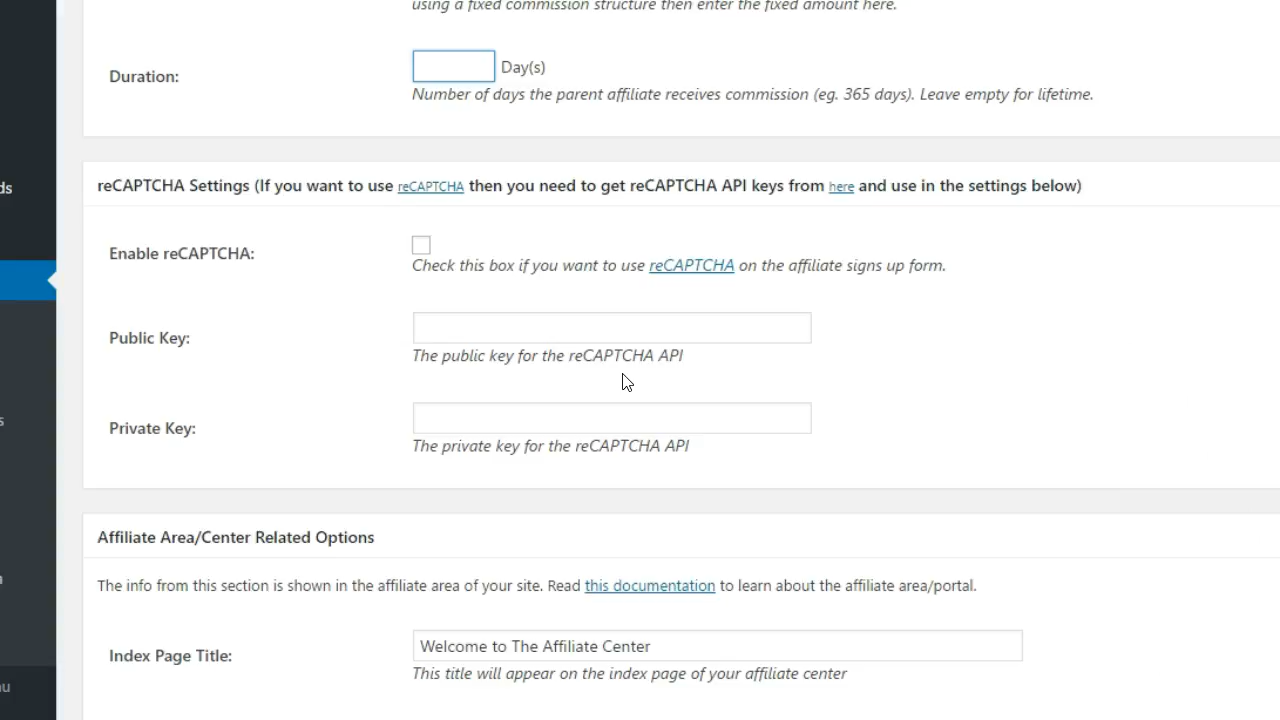 using a fixed commission structure then enter the fixed amount here.
Duration:
Day(s)
Number of days the parent affiliate receives commission (eg. 365 days). Leave empty for lifetime.
ds
reCAPTCHA Settings (If you want to use reCAPTCHA then you need to get reCAPTCHA API keys from here and use in the settings below)
Enable reCAPTCHA:
Check this box if you want to use reCAPTCHA on the affiliate signs up form.
Public Key:
The public key for the reCAPTCHA API
s
Private Key:
The private key for the reCAPTCHA API
Affiliate Area/Center Related Options
The info from this section is shown in the affiliate area of your site. Read this documentation to learn about the affiliate area/portal.
Index Page Title:
Welcome to The Affiliate Center
This title will appear on the index page of your affiliate center